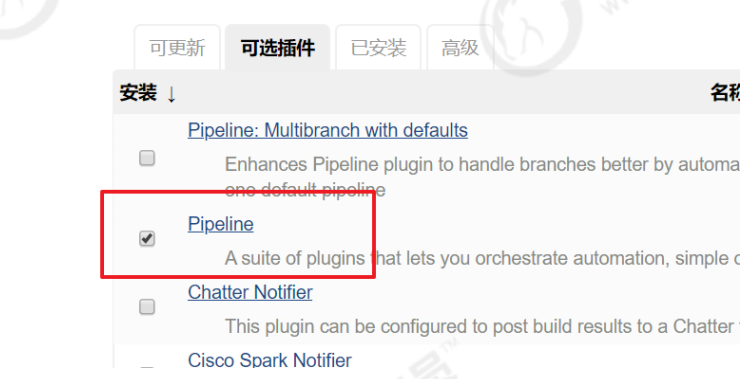 可更新 可选插件 已安装 高级
安装 ↓ 名称
Pipeline: Multibranch with defaults
Enhances Pipeline plugin to handle branches better by automa
one default pipeline
Pipeline
A suite of plugins that lets you orchestrate automation, simple o
Chatter Notifier
This plugin can be configured to post build results to a Chatter
Cisco Spark Notifier